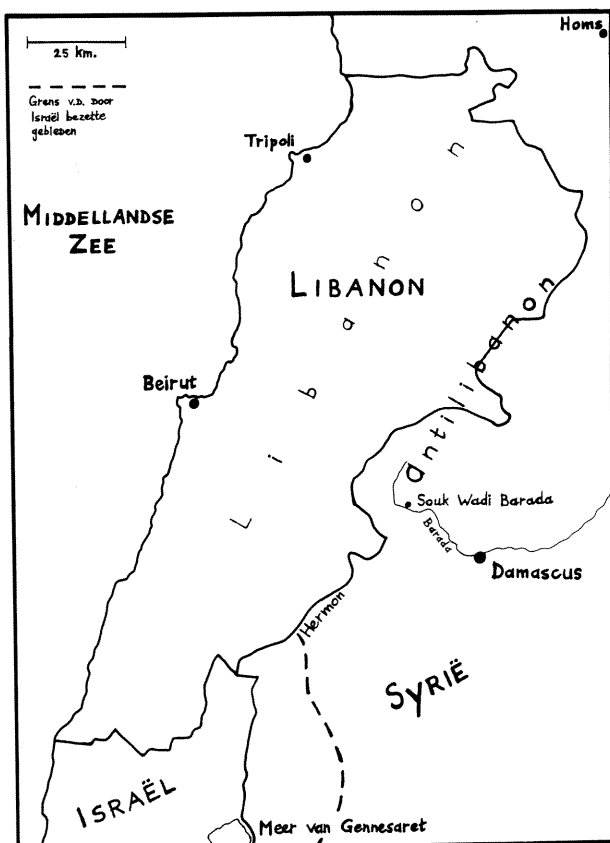 Homs
25 km.
Grens v.d. door
Israël bezette
gebieden
Tripoli
MIDDELLANDSE
ZEE
LIBANON
Libanon
antilibanon
Beirut
Souk Wadi Barada
Barada
Damascus
Hermon
SYRIË
ISRAËL
Meer van Gennesaret